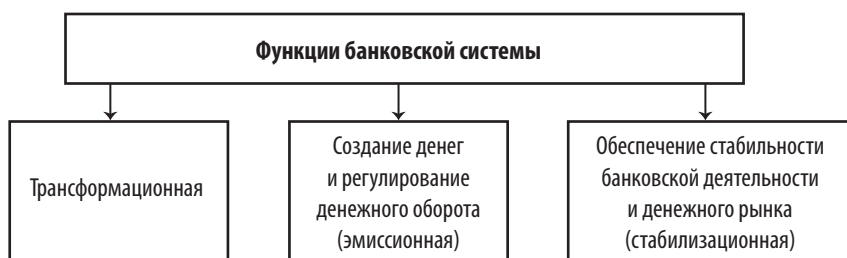 Функции банковской системы
Трансформационная
Создание денег
и регулирование
денежного оборота
(эмиссионная)
Обеспечение стабильности
банковской деятельности
и денежного рынка
(стабилизационная)